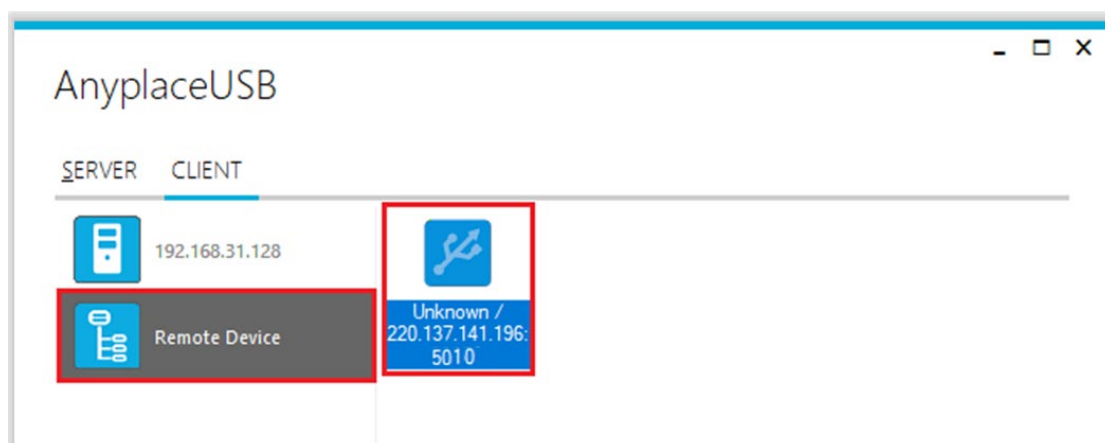 AnyplaceUSB
SERVER CLIENT
192.168.31.128
Remote Device
Unknown /
220.137.141.196:
5010